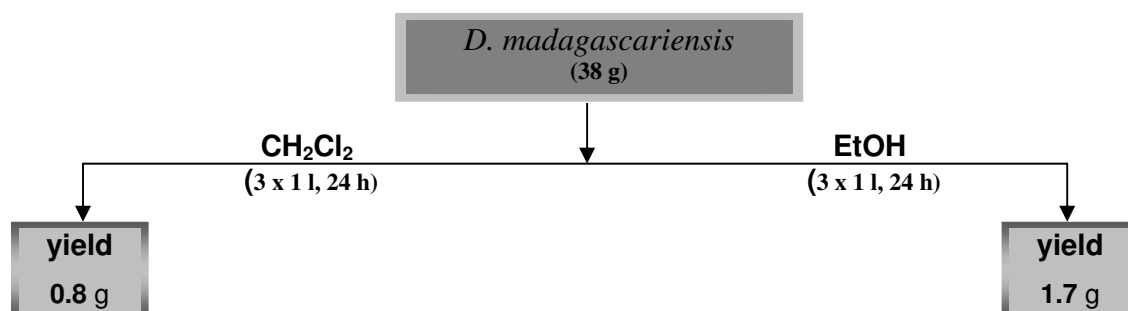 D. madagascariensis
(38 g)
CH₂Cl₂
(3 x 1 l, 24 h)
EtOH
(3 x 1 l, 24 h)
yield
0.8 g
yield
1.7 g